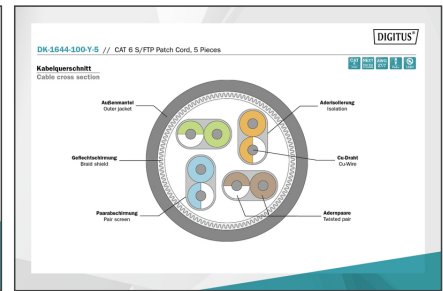 DIGITUS®
DK-1644-100-Y-5 // CAT 6 S/FTP Patch Cord, 5 Pieces
Kabelquerschnitt
Cable cross section
Außenmantel
Outer jacket
Aderisolierung
Isolation
Geflechtschirmung
Braid shield
Cu-Draht
Cu-Wire
Paarabschirmung
Pair screen
Adernpaare
Twisted pair